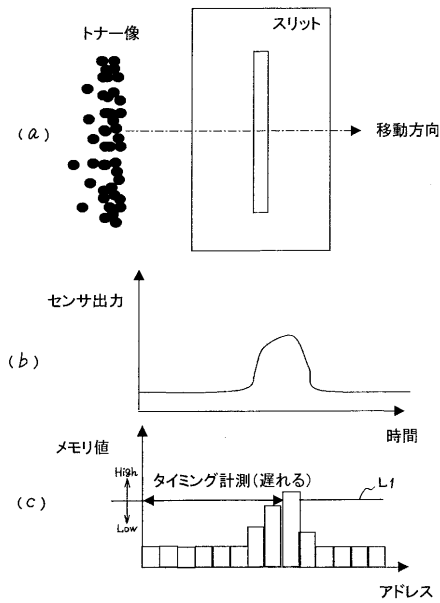 トナー像
スリット
(a)
移動方向
センサ出力
(b)
時間
メモリ値
High
タイミング計測(遅れる)
L1
(c)
Low
アドレス